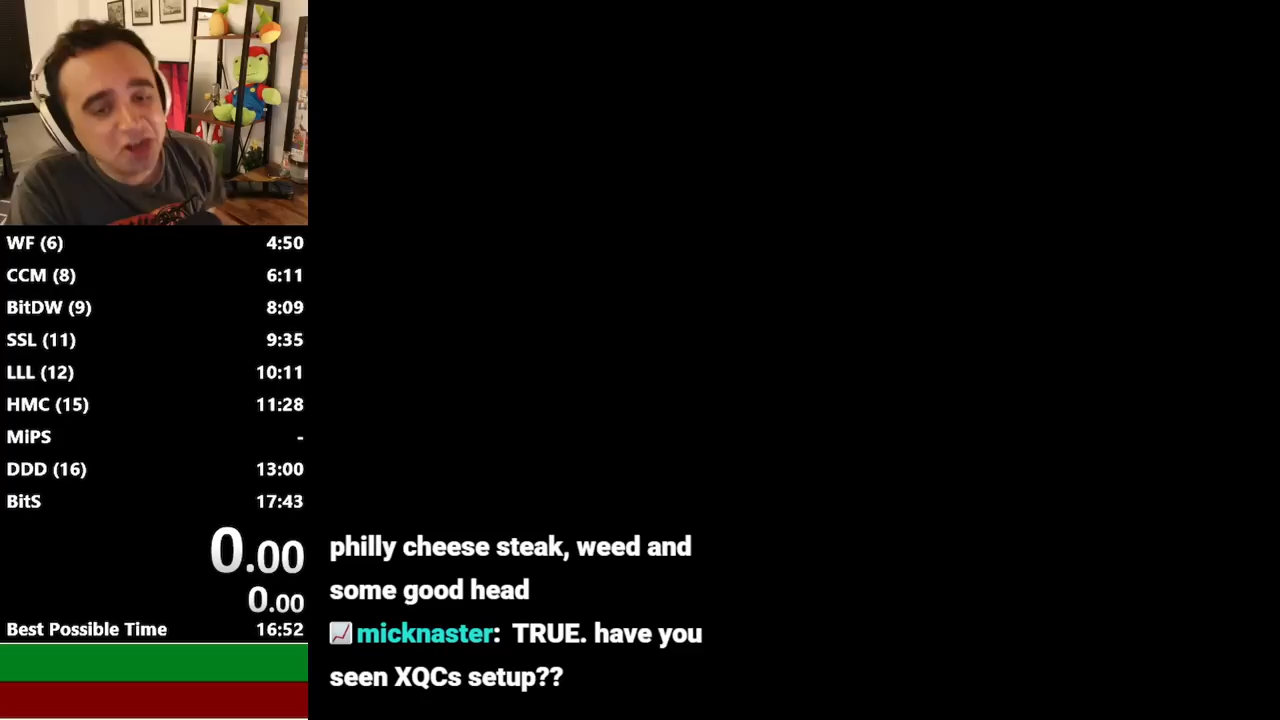 WF (6) 4:50
CCM (8) 6:11
BitDW (9) 8:09
SSL (11) 9:35
LLL (12) 10:11
HMC (15) 11:28
MiPS -
DDD (16) 13:00
BitS 17:43
0.00
0.00
Best Possible Time 16:52
philly cheese steak, weed and
some good head
micknaster: TRUE. have you
seen XQCs setup??